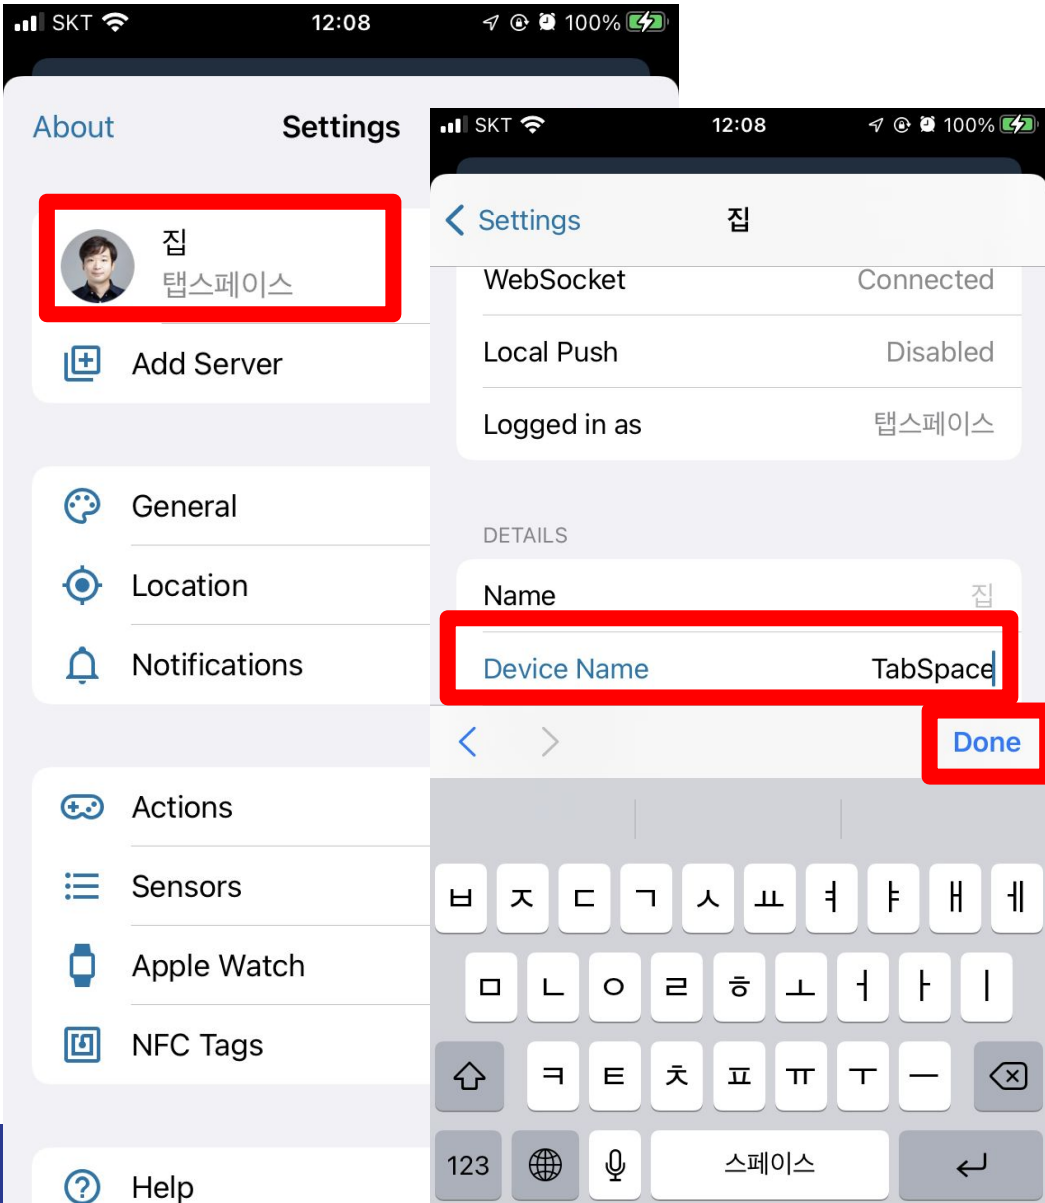 SKT 12:08 100%
About Settings
집
탭스페이스
Add Server
General
Location
Notifications
Actions
Sensors
Apple Watch
NFC Tags
Help
SKT 12:08 100%
Settings 집
WebSocket Connected
Local Push Disabled
Logged in as 탭스페이스
DETAILS
Name 집
Device Name TabSpace
Done
ㅂ ㅈ ㄷ ㄱ ㅅ ㅛ ㅕ ㅑ ㅐ ㅔ
ㅁ ㄴ ㅇ ㄹ ㅎ ㅗ ㅓ ㅏ ㅣ
ㅋ ㅌ ㅊ ㅍ ㅠ ㅜ ㅡ
123 스페이스